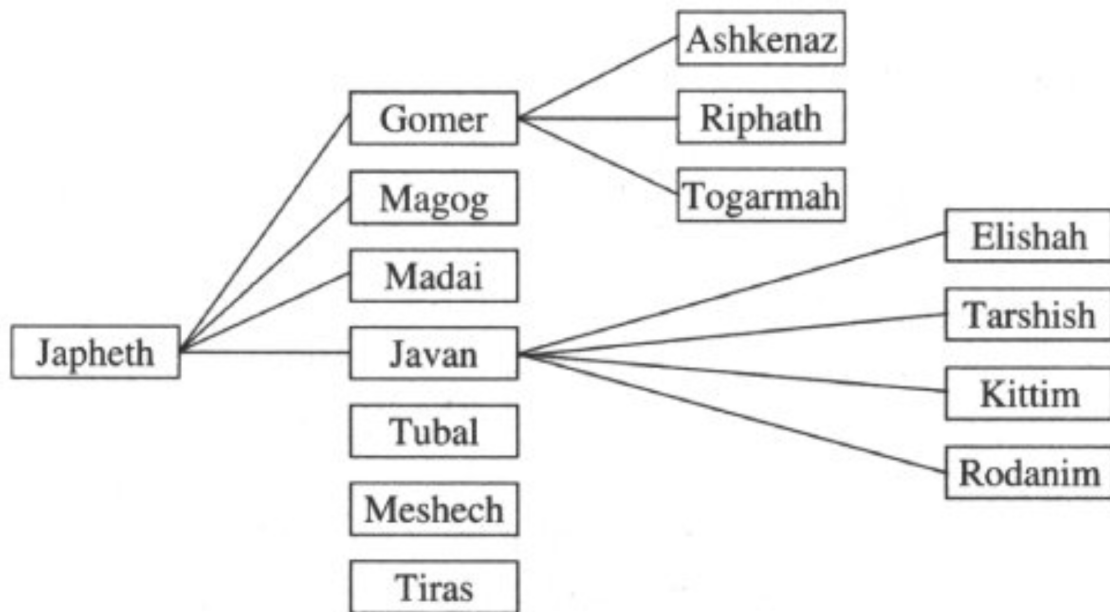 Japheth
Gomer
Magog
Madai
Javan
Tubal
Meshech
Tiras
Ashkenaz
Riphath
Togarmah
Elishah
Tarshish
Kittim
Rodanim